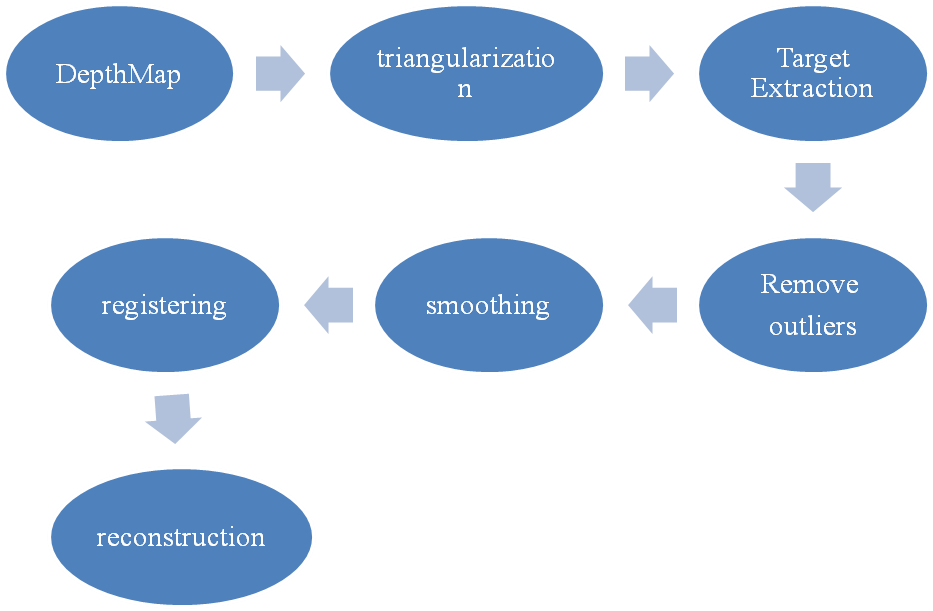 DepthMap
triangularizatio
n
Target
Extraction
Remove
outliers
smoothing
registering
reconstruction